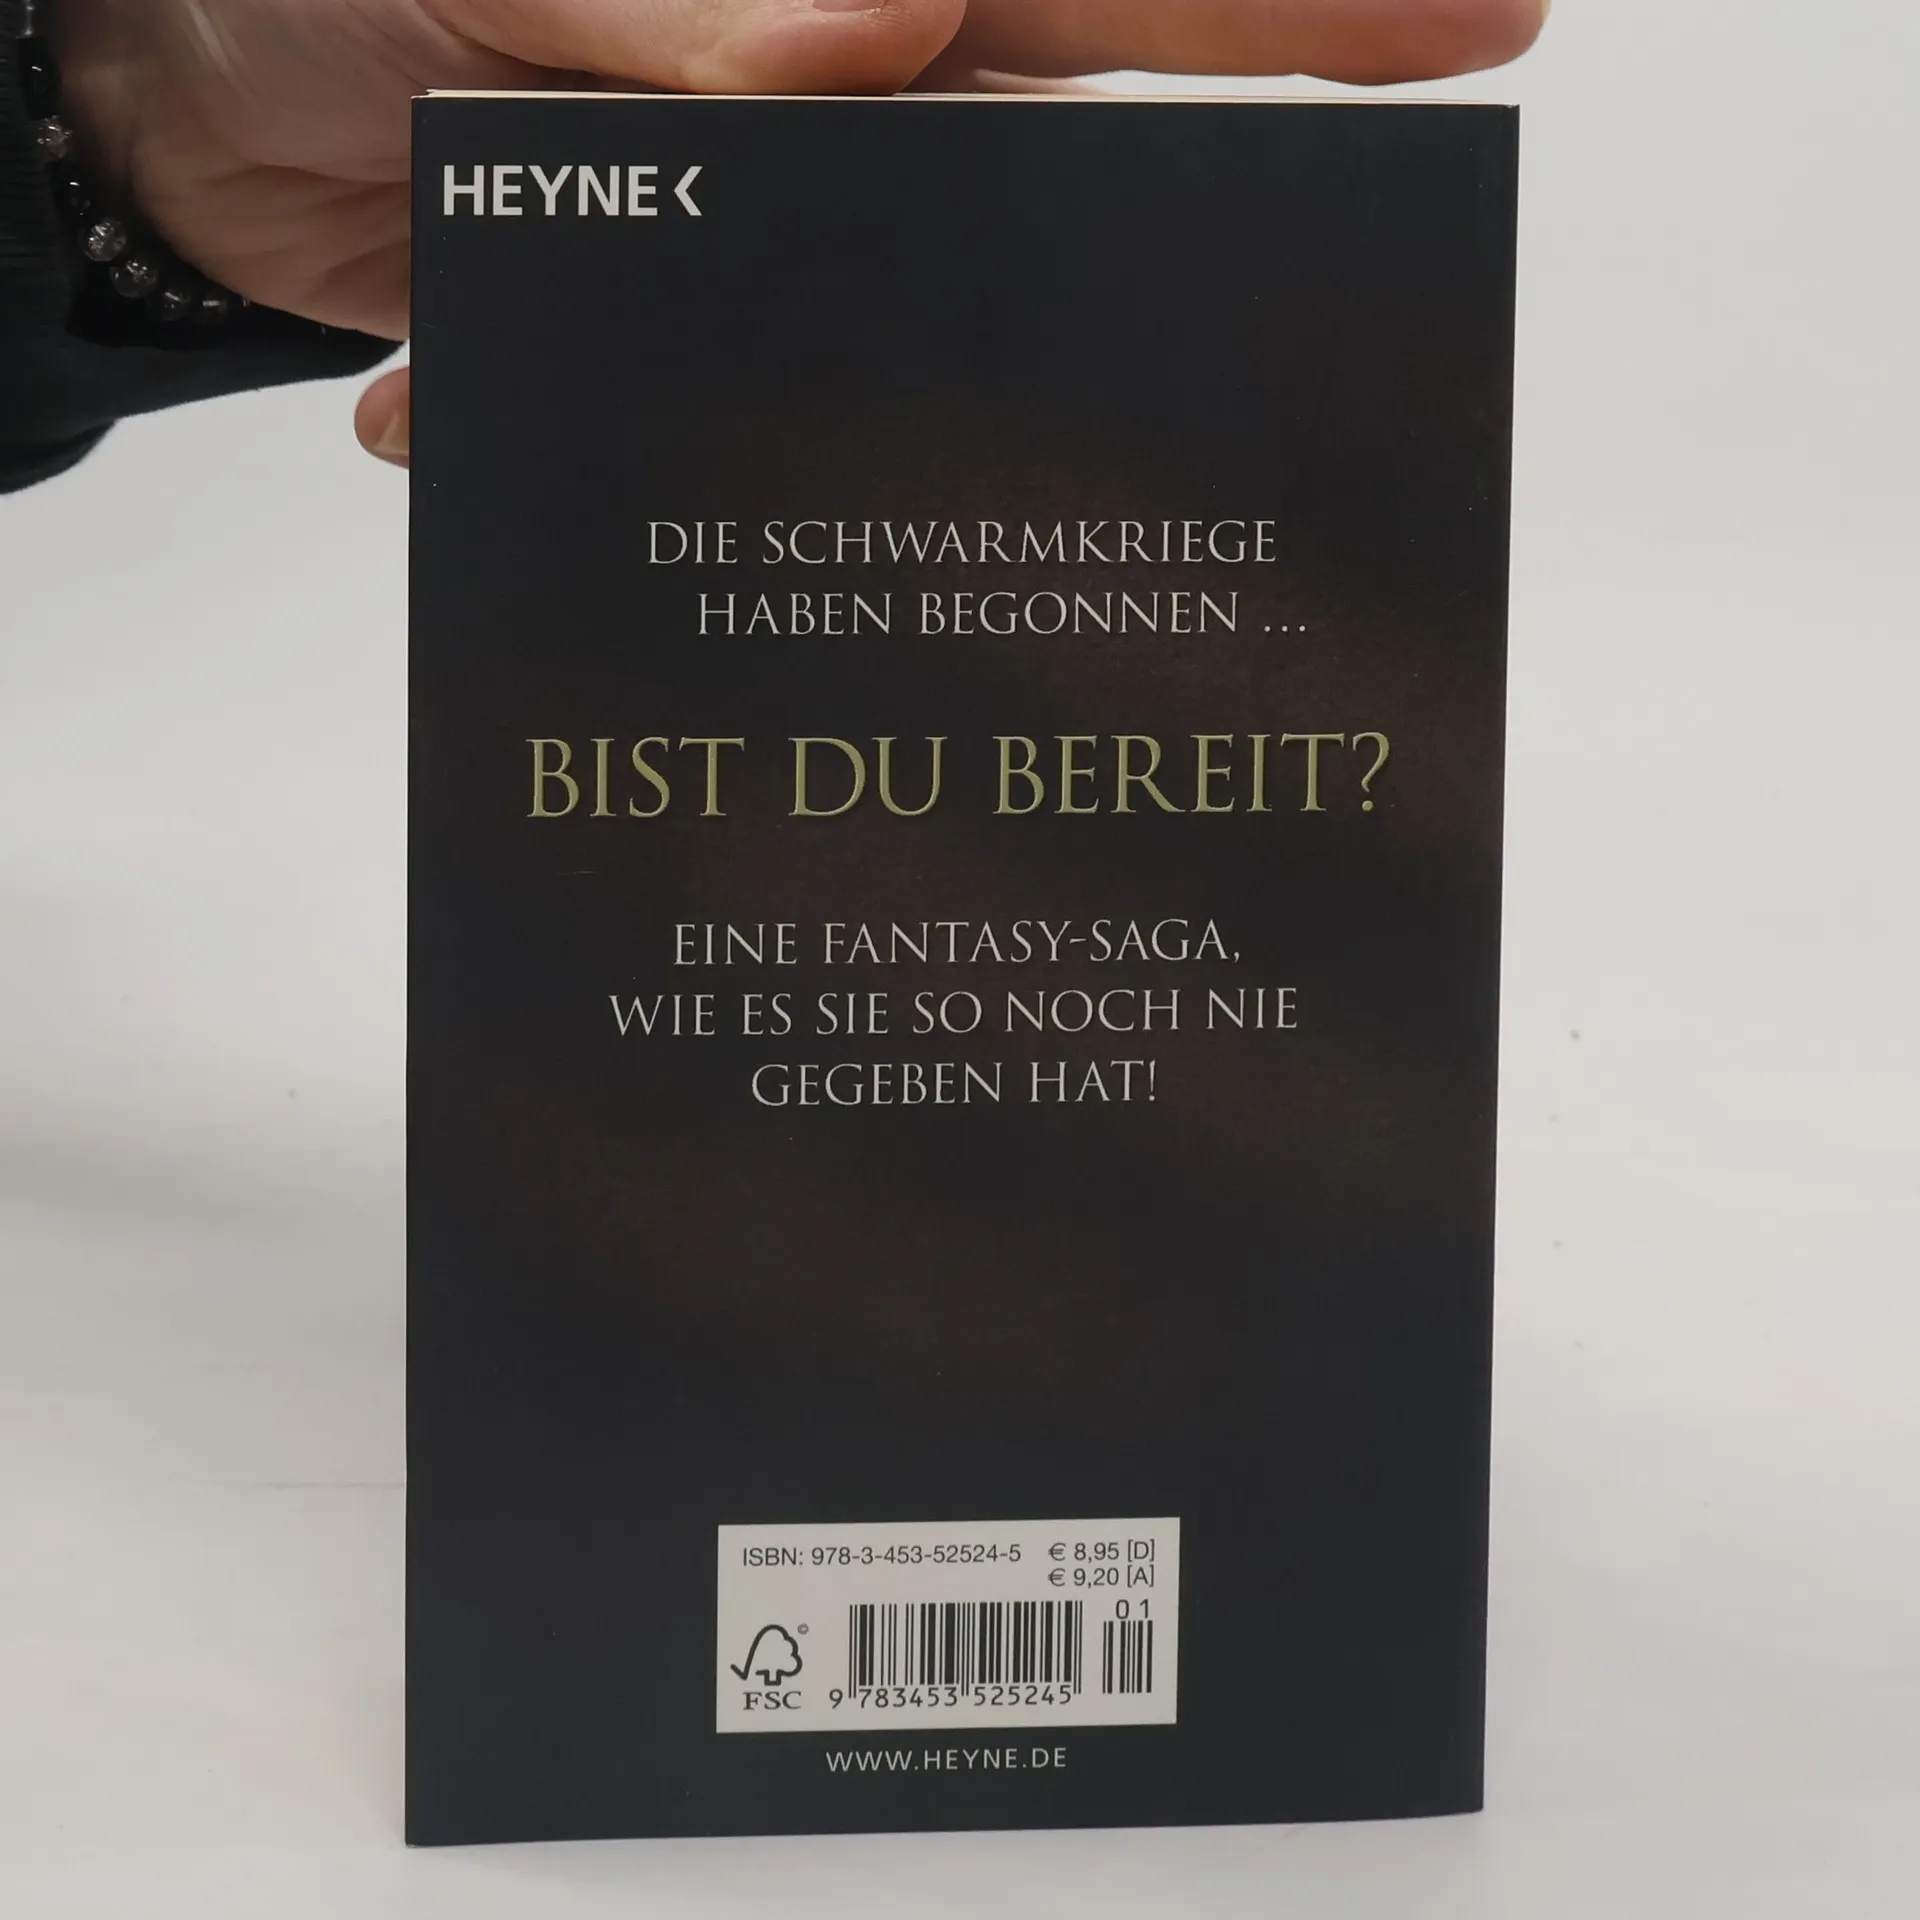 HEYNE<
DIE SCHWARMKRIEGE
HABEN BEGONNEN ...
BIST DU BEREIT?
EINE FANTASY-SAGA,
WIE ES SIE SO NOCH NIE
GEGEBEN HAT!
ISBN: 978-3-453-52524-5 € 8,95 [D]
€ 9,20 [A]
01
©
FSC
9 783453 525245
WWW.HEYNE.DE